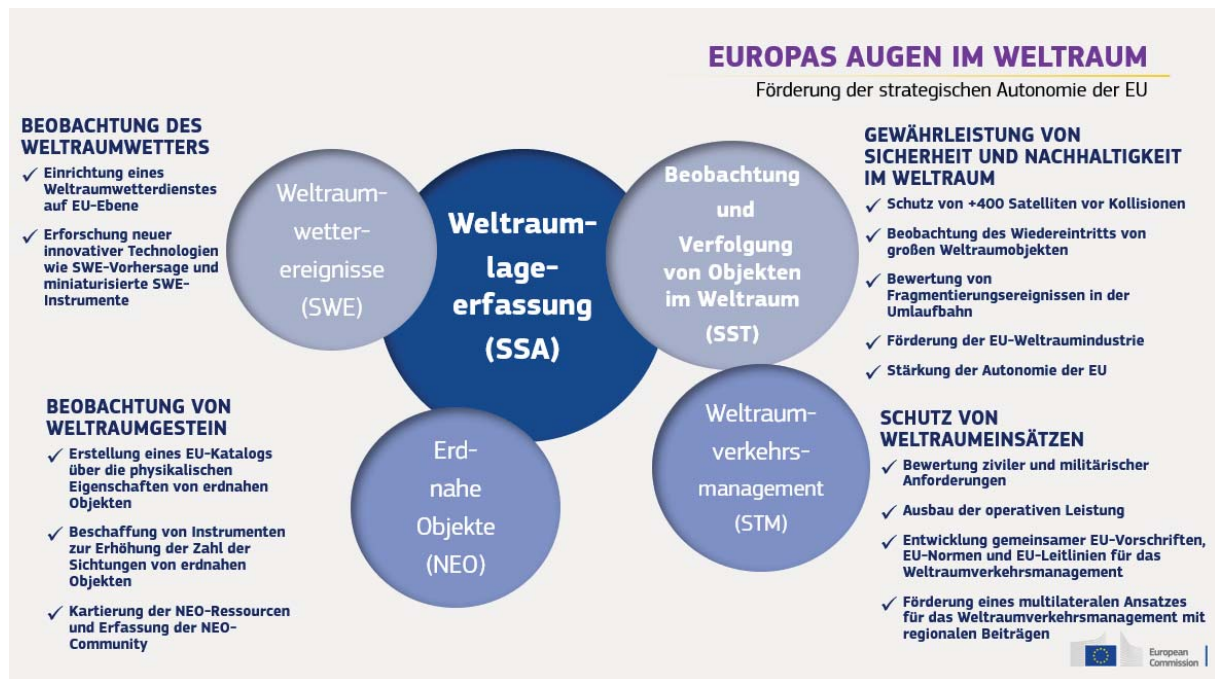 EUROPAS AUGEN IM WELTRAUM
Förderung der strategischen Autonomie der EU
BEOBACHTUNG DES
WELTRAUMWETTERS
✓ Einrichtung eines
Weltraumwetterdienstes
auf EU-Ebene
✓ Erforschung neuer
innovativer Technologien
wie SWE-Vorhersage und
miniaturisierte SWE-
Instrumente
Weltraum-
wetter-
ereignisse
(SWE)
Weltraum-
lage-
erfassung
(SSA)
Beobachtung
und
Verfolgung
von Objekten
im Weltraum
(SST)
GEWÄHRLEISTUNG VON
SICHERHEIT UND NACHHALTIGKEIT
IM WELTRAUM
✓ Schutz von +400 Satelliten vor Kollisionen
✓ Beobachtung des Wiedereintritts von
großen Weltraumobjekten
✓ Bewertung von
Fragmentierungsereignissen in der
Umlaufbahn
✓ Förderung der EU-Weltraumindustrie
✓ Stärkung der Autonomie der EU
BEOBACHTUNG VON
WELTRAUMGESTEIN
✓ Erstellung eines EU-Katalogs
über die physikalischen
Eigenschaften von erdnahen
Objekten
✓ Beschaffung von Instrumenten
zur Erhöhung der Zahl der
Sichtungen von erdnahen
Objekten
✓ Kartierung der NEO-Ressourcen
und Erfassung der NEO-
Community
Erd-
nahe
Objekte
(NEO)
Weltraum-
verkehrs-
management
(STM)
SCHUTZ VON
WELTRAUMEINSÄTZEN
✓ Bewertung ziviler und militärischer
Anforderungen
✓ Ausbau der operativen Leistung
✓ Entwicklung gemeinsamer EU-Vorschriften,
EU-Normen und EU-Leitlinien für das
Weltraumverkehrsmanagement
✓ Förderung eines multilateralen Ansatzes
für das Weltraumverkehrsmanagement mit
regionalen Beiträgen
European
Commission